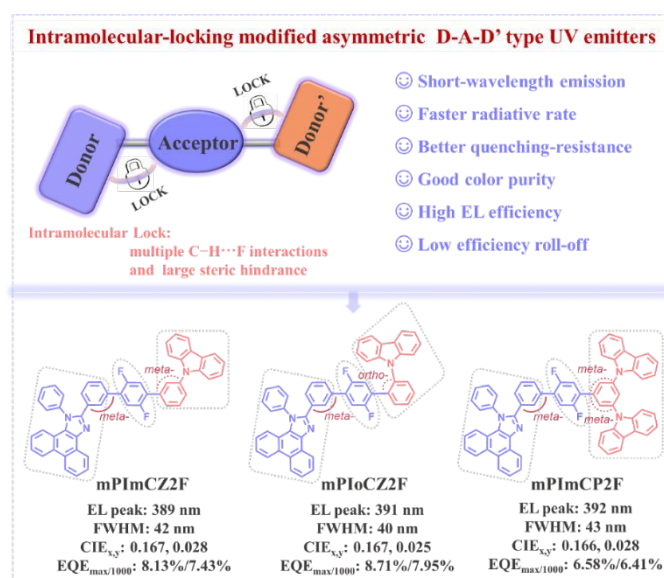 Intramolecular-locking modified asymmetric D-A-D' type UV emitters
LOCK
Donor
Acceptor
Donor'
LOCK
Intramolecular Lock:
multiple C−H···F interactions
and large steric hindrance
Short-wavelength emission
Faster radiative rate
Better quenching-resistance
Good color purity
High EL efficiency
Low efficiency roll-off
N
meta-
F
N
N
meta-
F
mPImCZ2F
EL peak: 389 nm
FWHM: 42 nm
CIEx,y: 0.167, 0.028
EQEmax/1000: 8.13%/7.43%
N
ortho-
F
N
N
meta-
F
mPIoCZ2F
EL peak: 391 nm
FWHM: 40 nm
CIEx,y: 0.167, 0.025
EQEmax/1000: 8.71%/7.95%
N
meta-
F
N
N
meta-
F
meta-
N
mPImCP2F
EL peak: 392 nm
FWHM: 43 nm
CIEx,y: 0.166, 0.028
EQEmax/1000: 6.58%/6.41%